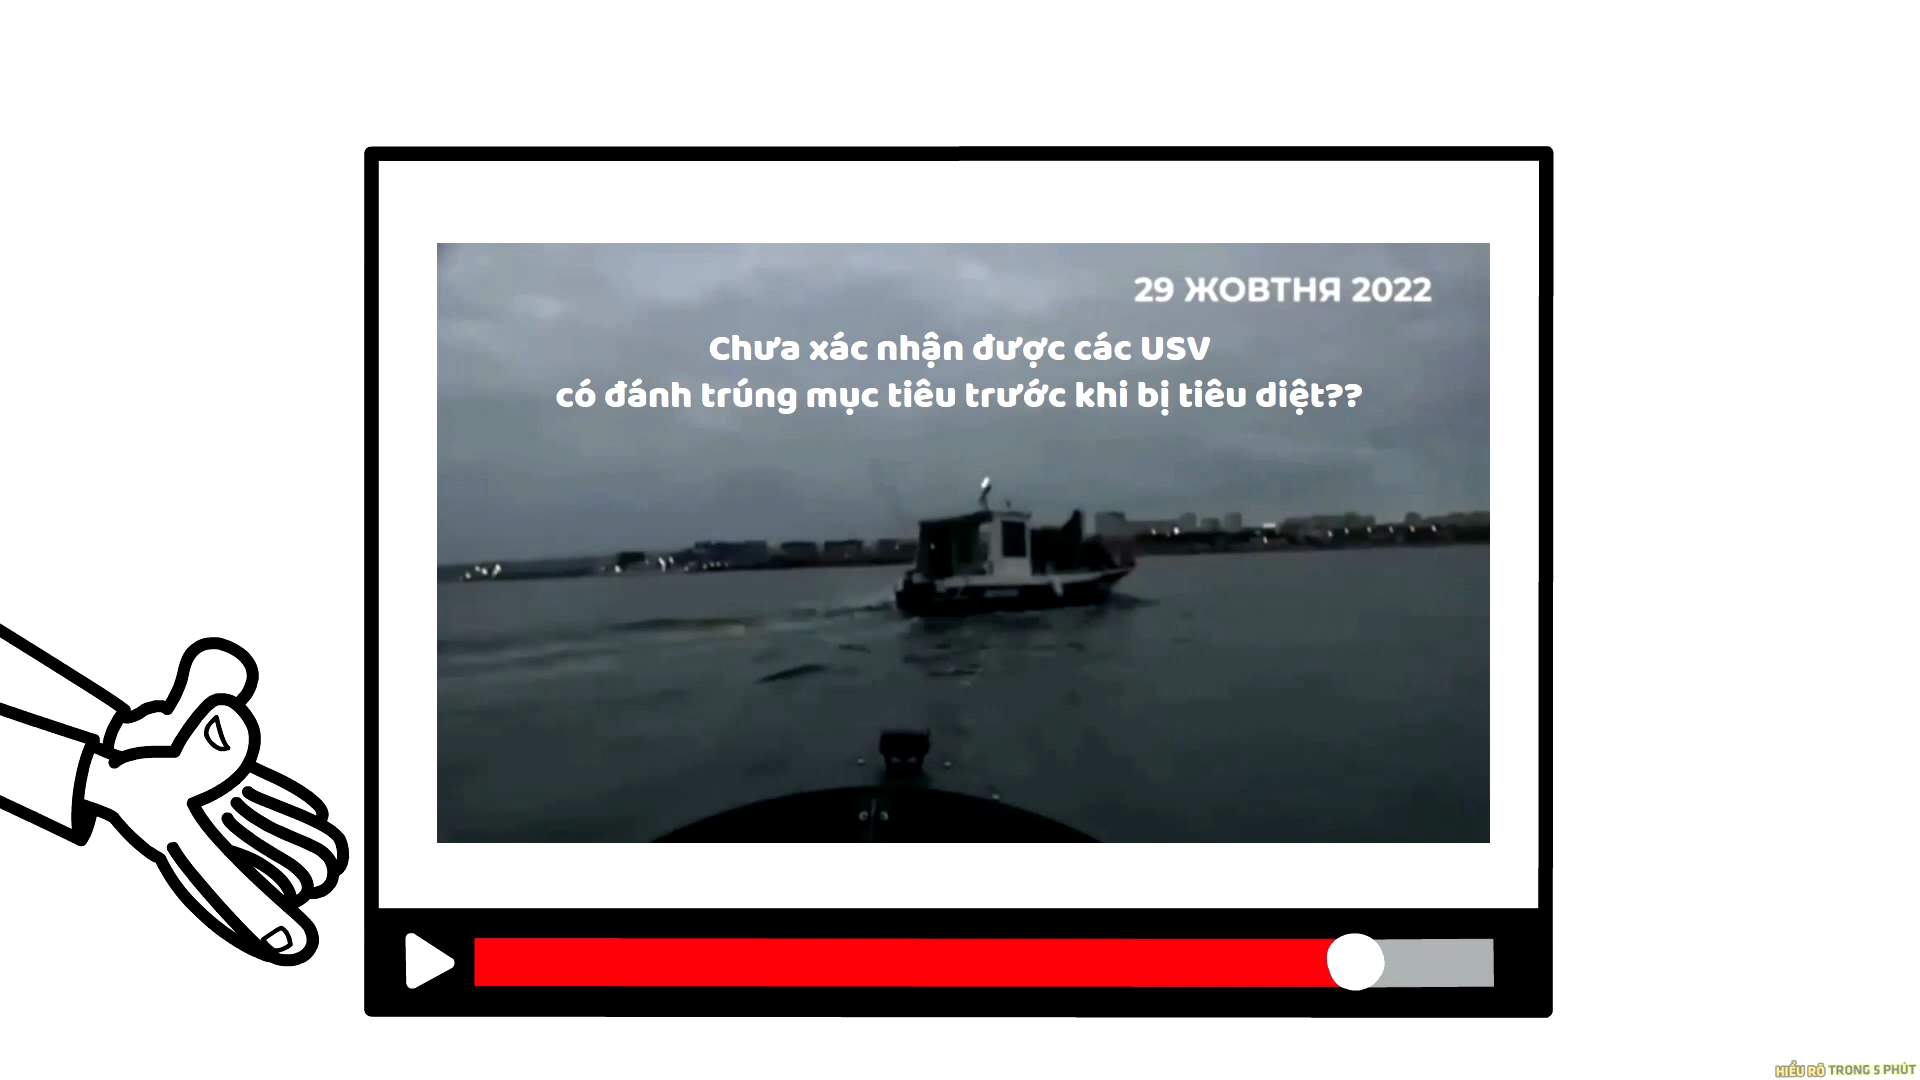 29 ЖОВТНЯ 2022
Chưa xác nhận được các USV
có đánh trúng mục tiêu trước khi bị tiêu diệt??
HIỂU RÕ TRONG 5 PHÚT